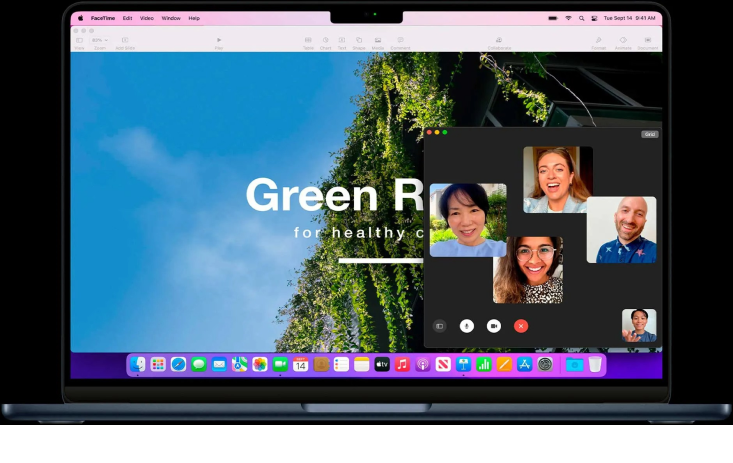 FaceTime Edit Video Window Help Tue Sept 14 9:41 AM
View Zoom Add Slide Play Table Chart Text Shape Media Comment Collaborate Format Animate Document
Grid
Green R
for healthy c
14
tv